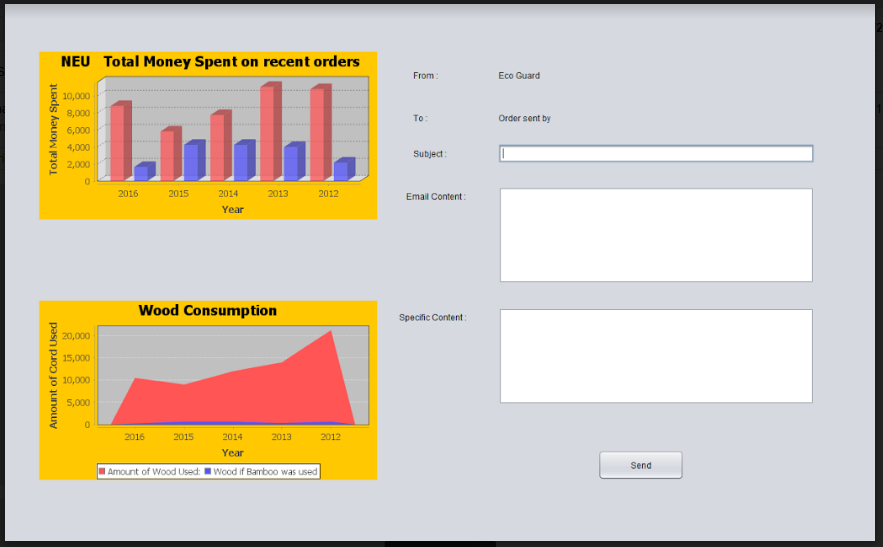 NEU Total Money Spent on recent orders
Total Money Spent
10,000
8,000
6,000
4,000
2,000
0
2016 2015 2014 2013 2012
Year
Wood Consumption
Amount of Cord Used
20,000
15,000
10,000
5,000
0
2016 2015 2014 2013 2012
Year
Amount of Wood Used: Wood if Bamboo was used
From : Eco Guard
To : Order sent by
Subject :
Email Content :
Specific Content :
Send